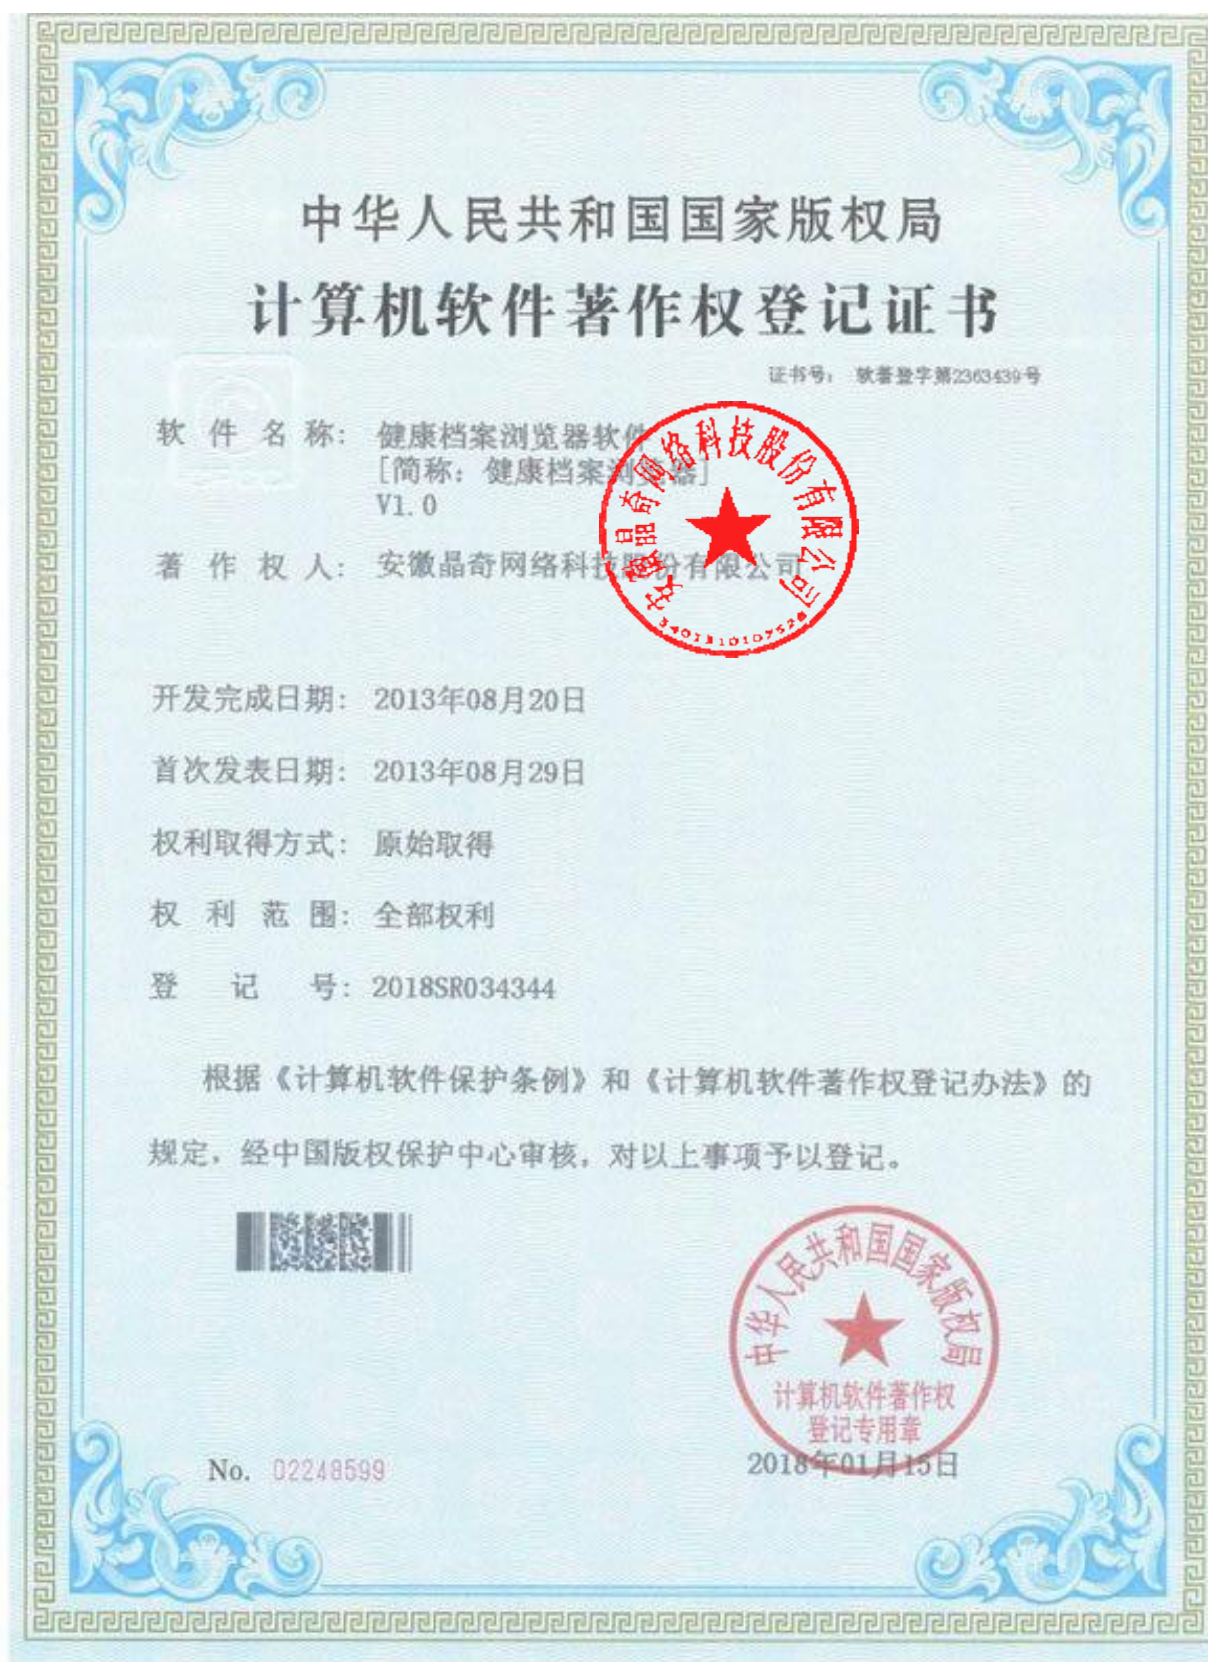 中华人民共和国国家版权局
计算机软件著作权登记证书
证书号： 软著登字第2363439号
软件名称： 健康档案浏览器软件
[简称：健康档案浏览器]
V1.0
著作权人： 安徽晶奇网络科技股份有限公司
安徽晶奇网络科技股份有限公司
3401310107528
开发完成日期： 2013年08月20日
首次发表日期： 2013年08月29日
权利取得方式： 原始取得
权利范围： 全部权利
登记号： 2018SR034344
根据《计算机软件保护条例》和《计算机软件著作权登记办法》的
规定，经中国版权保护中心审核，对以上事项予以登记。
中华人民共和国国家版权局
计算机软件著作权
登记专用章
No. 02248599
2018年01月15日